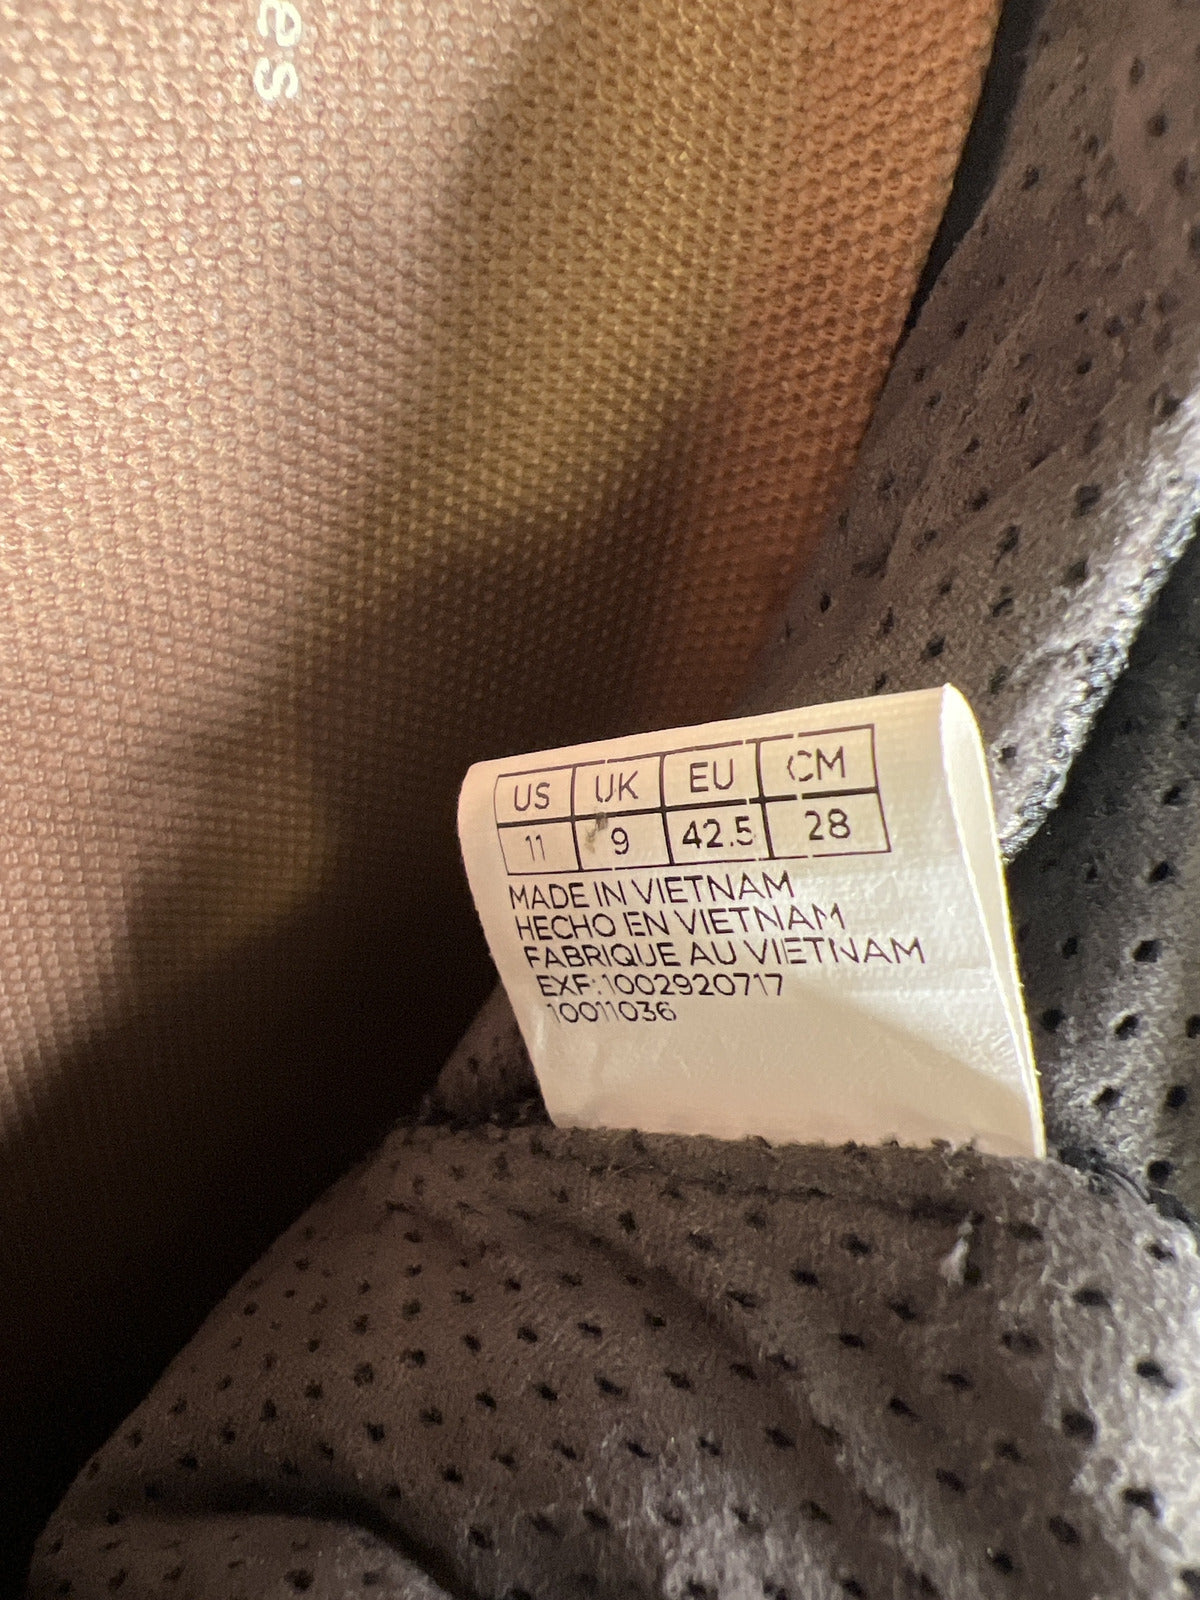 es
US UK EU CM
11 9 42.5 28
MADE IN VIETNAM
HECHO EN VIETNAM
FABRIQUE AU VIETNAM
EXF:1002920717
10011036